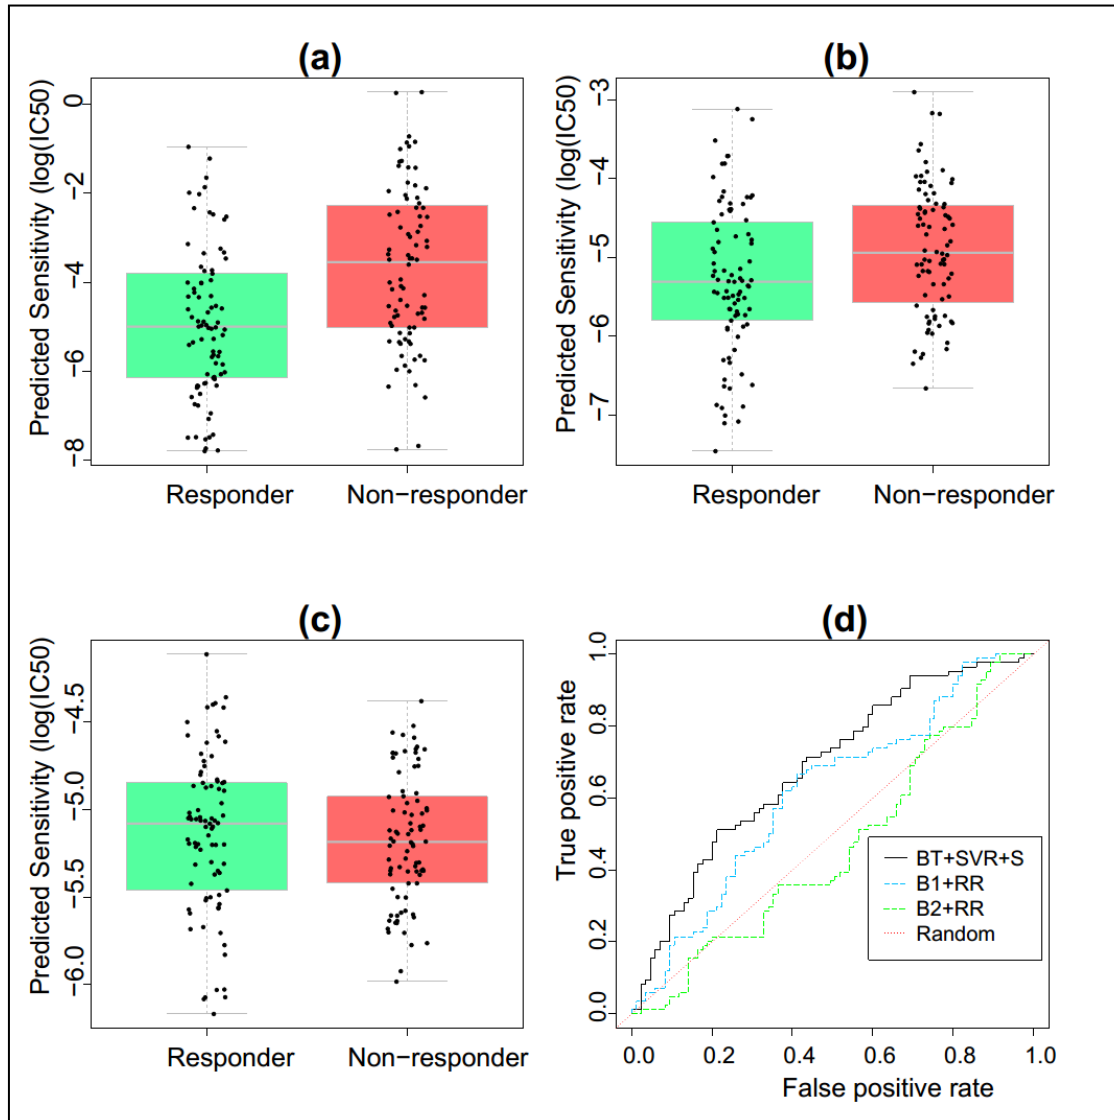 (a)
Predicted Sensitivity (log(IC50)
0
−2
−4
−6
−8
Responder
Non−responder
(b)
Predicted Sensitivity (log(IC50)
−3
−4
−5
−6
−7
Responder
Non−responder
(c)
Predicted Sensitivity (log(IC50)
−4.5
−5.0
−5.5
−6.0
Responder
Non−responder
(d)
True positive rate
1.0
0.8
0.6
0.4
0.2
0.0
BT+SVR+S
B1+RR
B2+RR
Random
0.0 0.2 0.4 0.6 0.8 1.0
False positive rate